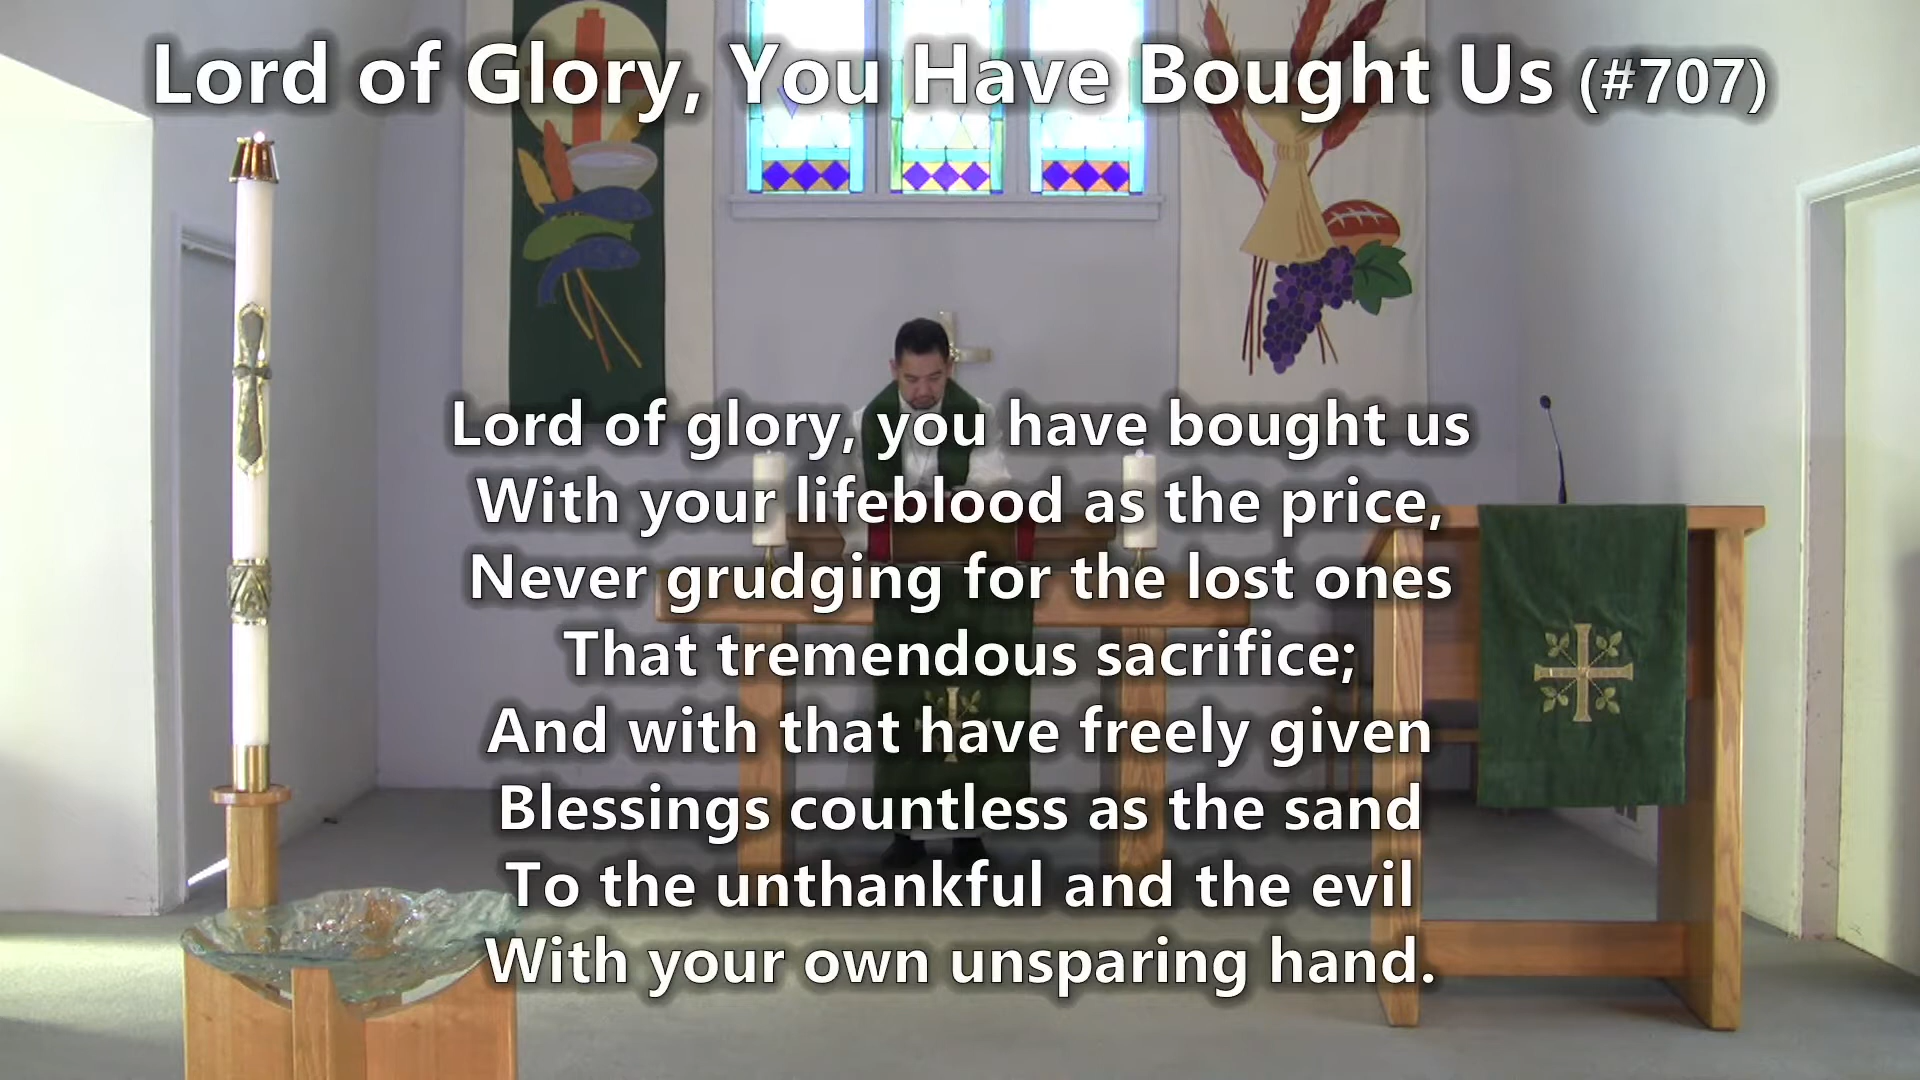 Lord of Glory, You Have Bought Us (#707)
Lord of glory, you have bought us
With your lifeblood as the price,
Never grudging for the lost ones
That tremendous sacrifice;
And with that have freely given
Blessings countless as the sand
To the unthankful and the evil
With your own unsparing hand.